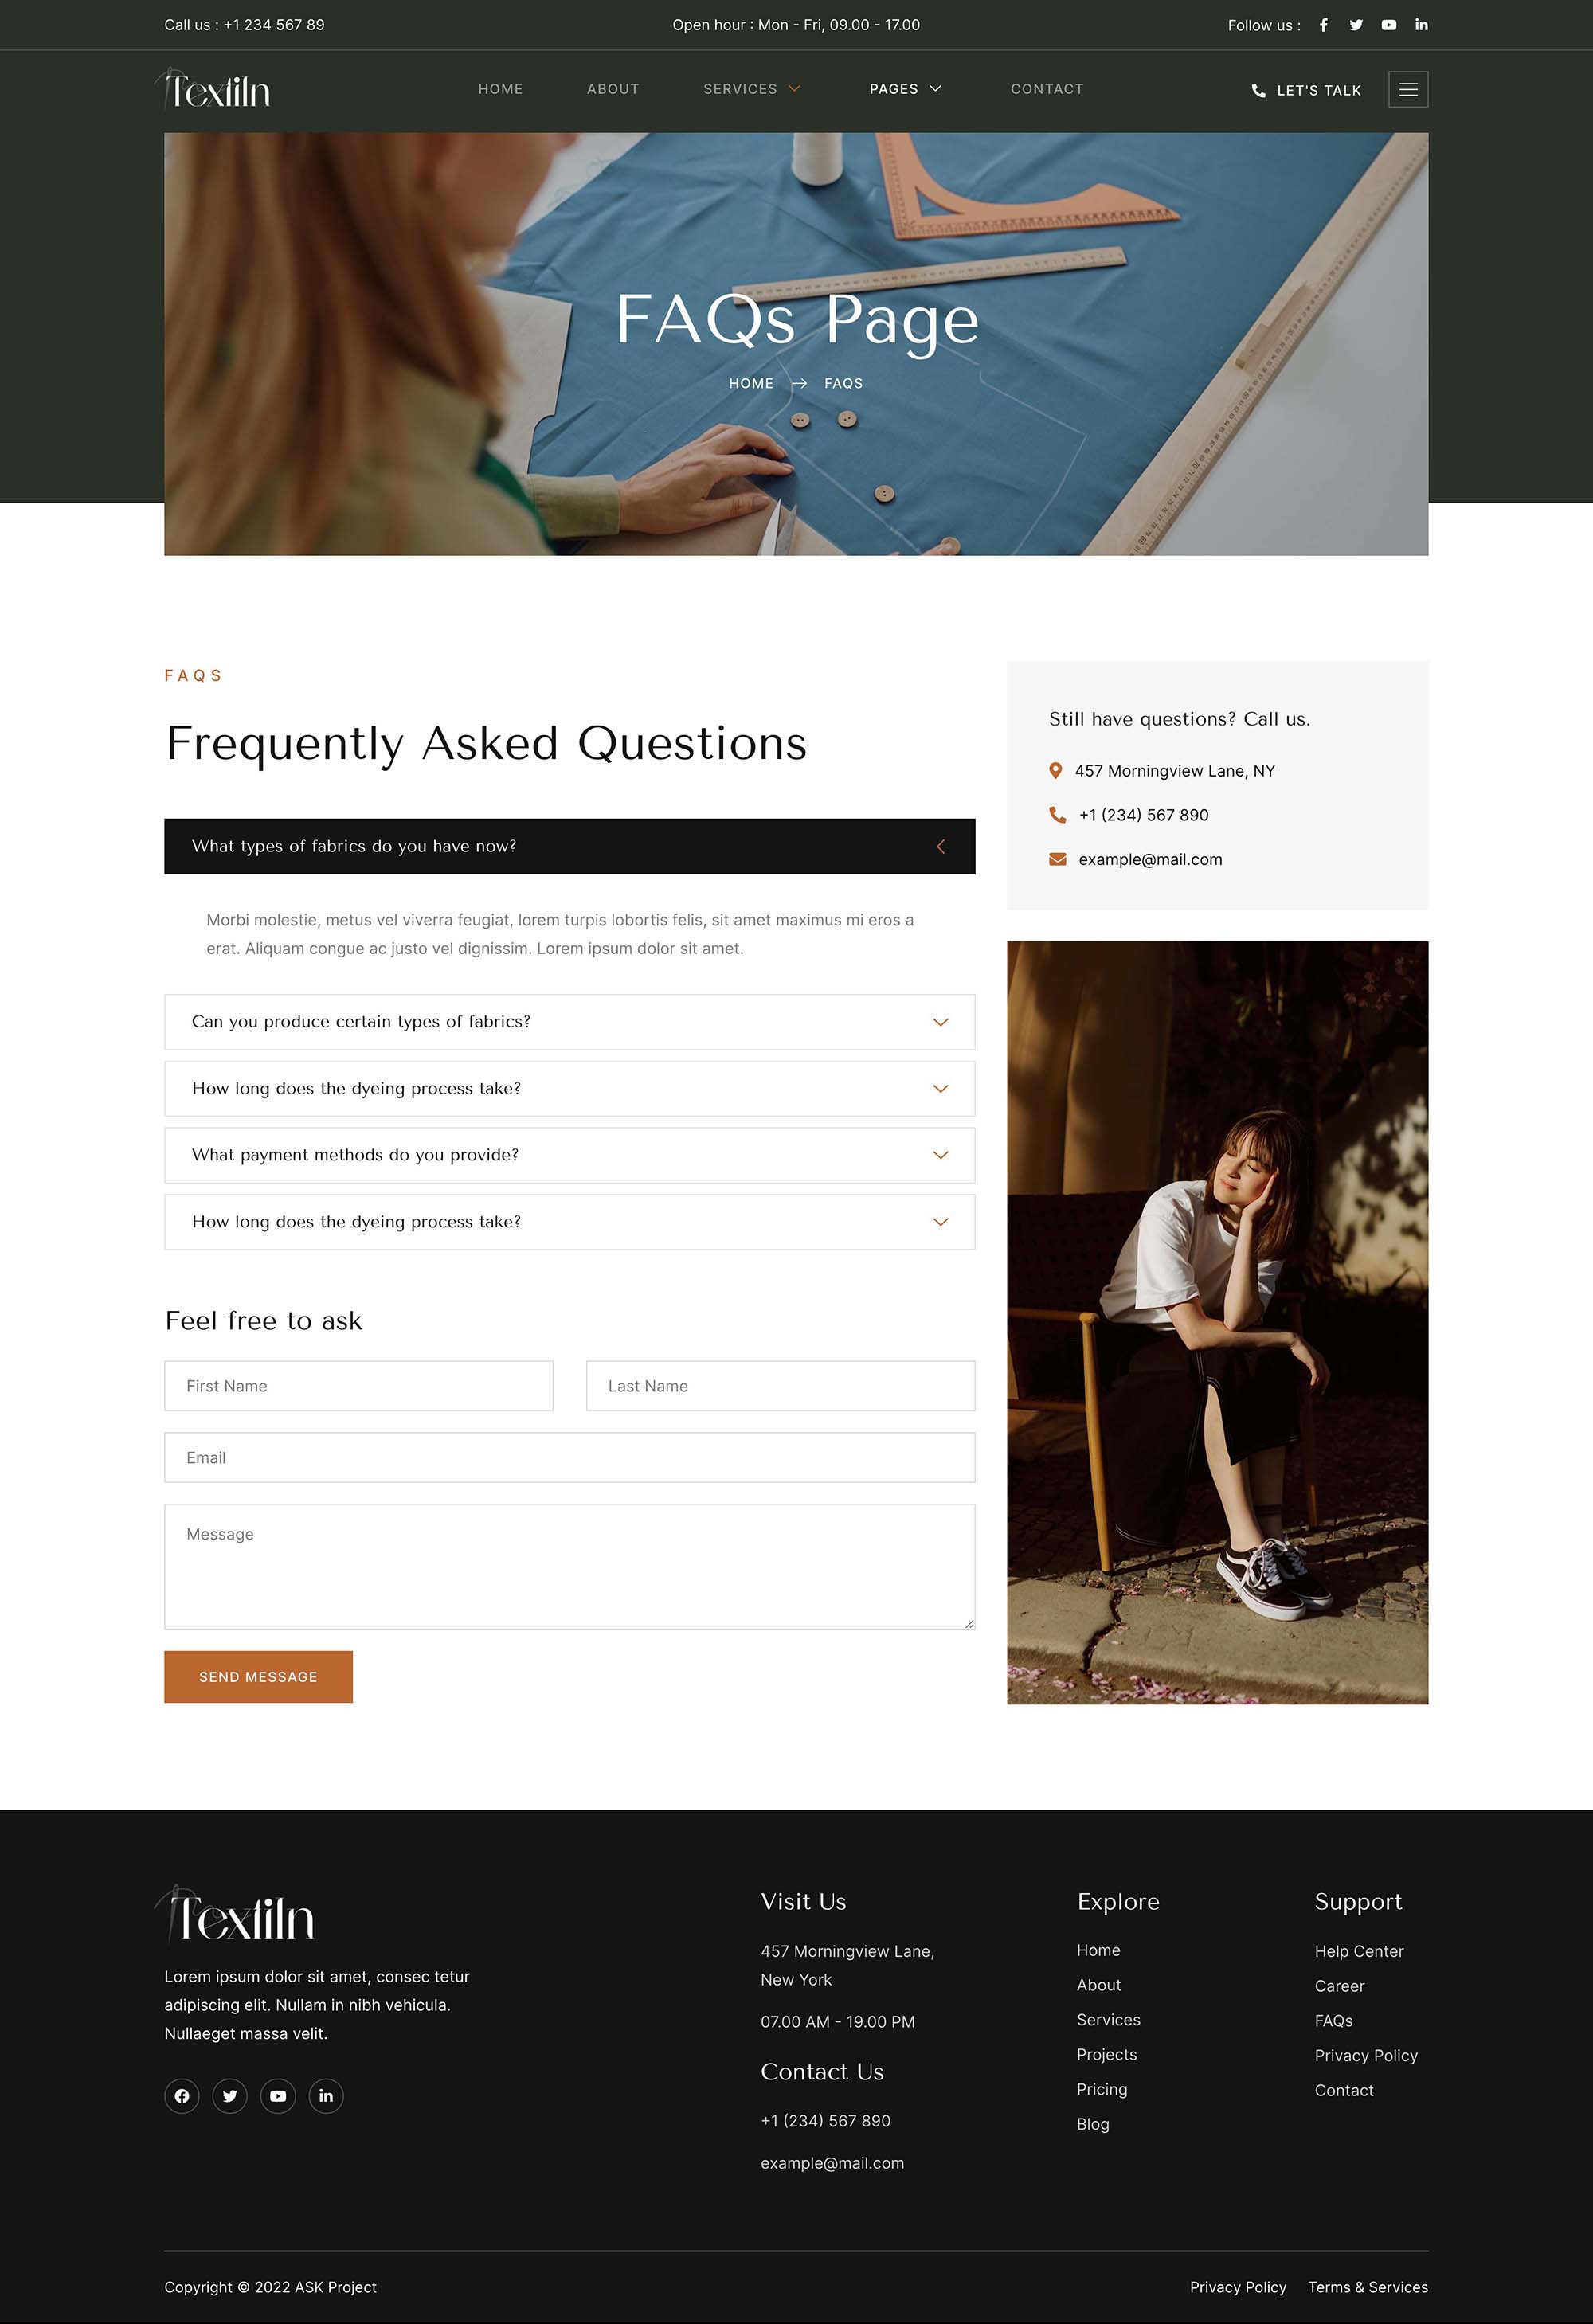 Call us : +1 234 567 89
Open hour : Mon - Fri, 09.00 - 17.00
Follow us :
Textiln
HOME
ABOUT
SERVICES
PAGES
CONTACT
LET'S TALK
FAQs Page
HOME → FAQS
FAQS
Frequently Asked Questions
What types of fabrics do you have now?
Morbi molestie, metus vel viverra feugiat, lorem turpis lobortis felis, sit amet maximus mi eros a
erat. Aliquam congue ac justo vel dignissim. Lorem ipsum dolor sit amet.
Can you produce certain types of fabrics?
How long does the dyeing process take?
What payment methods do you provide?
How long does the dyeing process take?
Feel free to ask
First Name
Last Name
Email
Message
SEND MESSAGE
Still have questions? Call us.
457 Morningview Lane, NY
+1 (234) 567 890
example@mail.com
Textiln
Lorem ipsum dolor sit amet, consec tetur
adipiscing elit. Nullam in nibh vehicula.
Nullaeget massa velit.
Visit Us
457 Morningview Lane,
New York
07.00 AM - 19.00 PM
Contact Us
+1 (234) 567 890
example@mail.com
Explore
Home
About
Services
Projects
Pricing
Blog
Support
Help Center
Career
FAQs
Privacy Policy
Contact
Copyright © 2022 ASK Project
Privacy Policy
Terms & Services